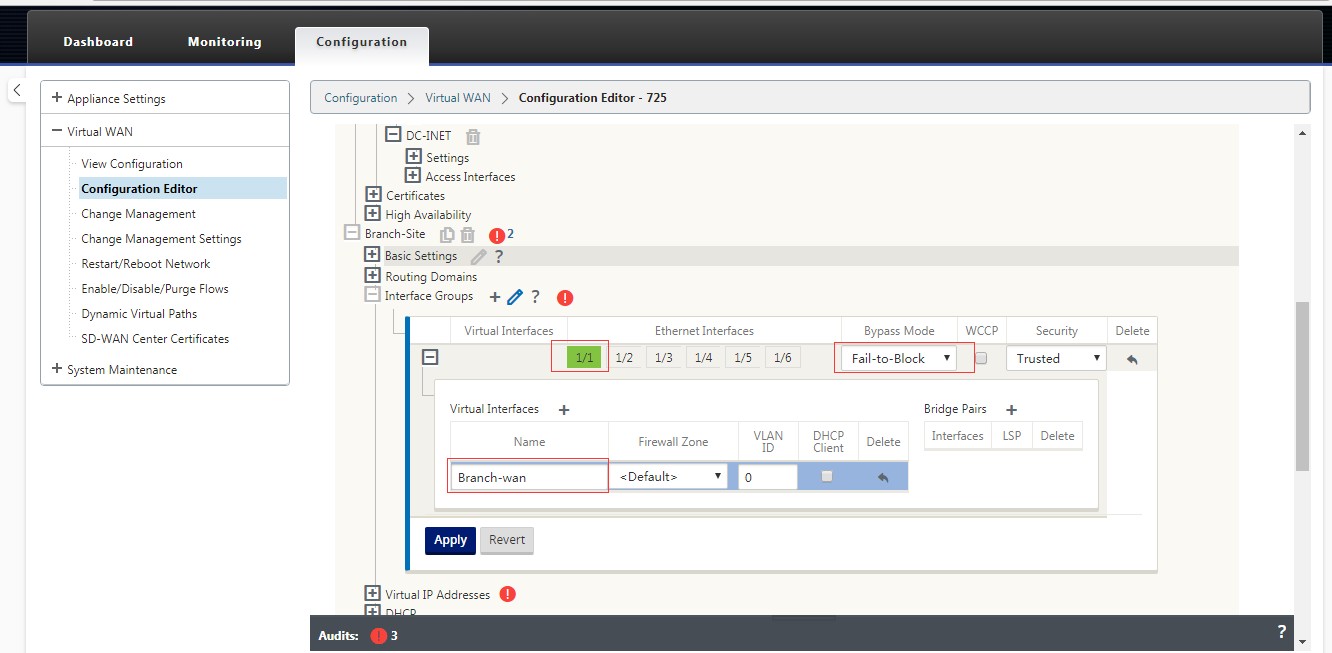 Dashboard Monitoring Configuration
Configuration > Virtual WAN > Configuration Editor - 725
+ Appliance Settings
− Virtual WAN
View Configuration
Configuration Editor
Change Management
Change Management Settings
Restart/Reboot Network
Enable/Disable/Purge Flows
Dynamic Virtual Paths
SD-WAN Center Certificates
+ System Maintenance
DC-INET
Settings
Access Interfaces
Certificates
High Availability
Branch-Site ! 2
Basic Settings ?
Routing Domains
Interface Groups + ? !
Virtual Interfaces Ethernet Interfaces Bypass Mode WCCP Security Delete
1/1 1/2 1/3 1/4 1/5 1/6 Fail-to-Block Trusted
Virtual Interfaces +
Name Firewall Zone VLAN ID DHCP Client Delete
Branch-wan <Default> 0
Bridge Pairs +
Interfaces LSP Delete
Apply Revert
Virtual IP Addresses !
DHCP
Audits: ! 3 ?